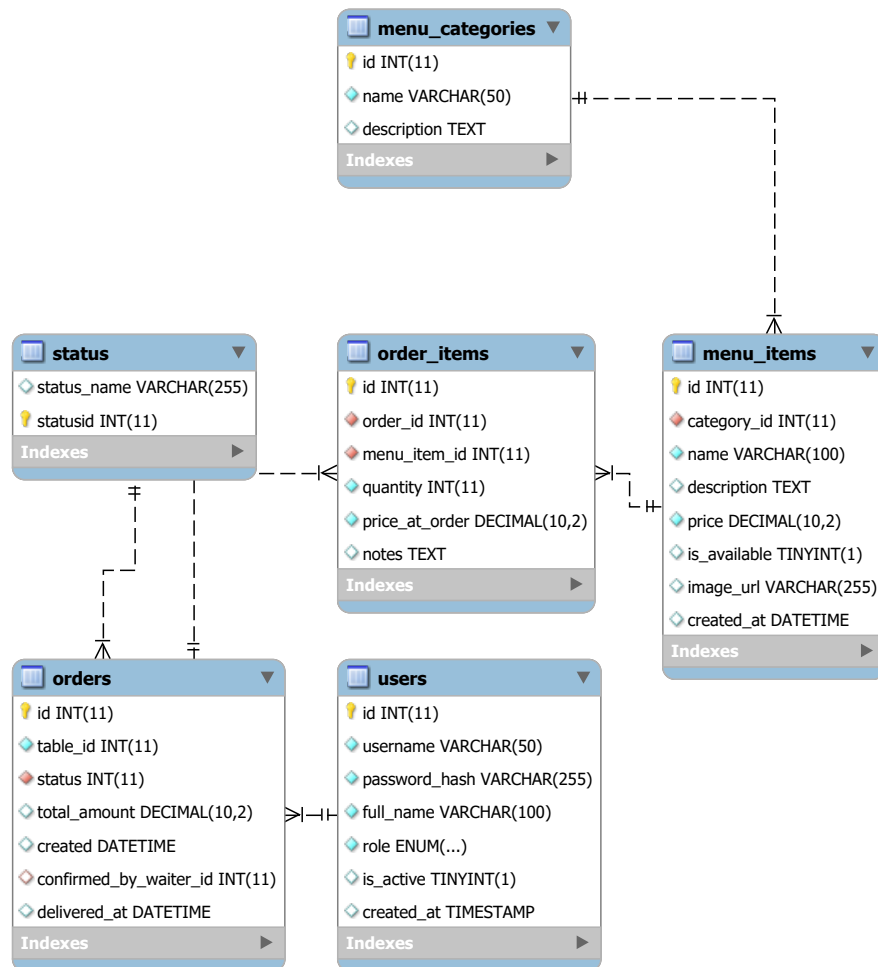 menu_categories
id INT(11)
name VARCHAR(50)
description TEXT
Indexes
status
status_name VARCHAR(255)
statusid INT(11)
Indexes
order_items
id INT(11)
order_id INT(11)
menu_item_id INT(11)
quantity INT(11)
price_at_order DECIMAL(10,2)
notes TEXT
Indexes
menu_items
id INT(11)
category_id INT(11)
name VARCHAR(100)
description TEXT
price DECIMAL(10,2)
is_available TINYINT(1)
image_url VARCHAR(255)
created_at DATETIME
Indexes
orders
id INT(11)
table_id INT(11)
status INT(11)
total_amount DECIMAL(10,2)
created DATETIME
confirmed_by_waiter_id INT(11)
delivered_at DATETIME
Indexes
users
id INT(11)
username VARCHAR(50)
password_hash VARCHAR(255)
full_name VARCHAR(100)
role ENUM(...)
is_active TINYINT(1)
created_at TIMESTAMP
Indexes